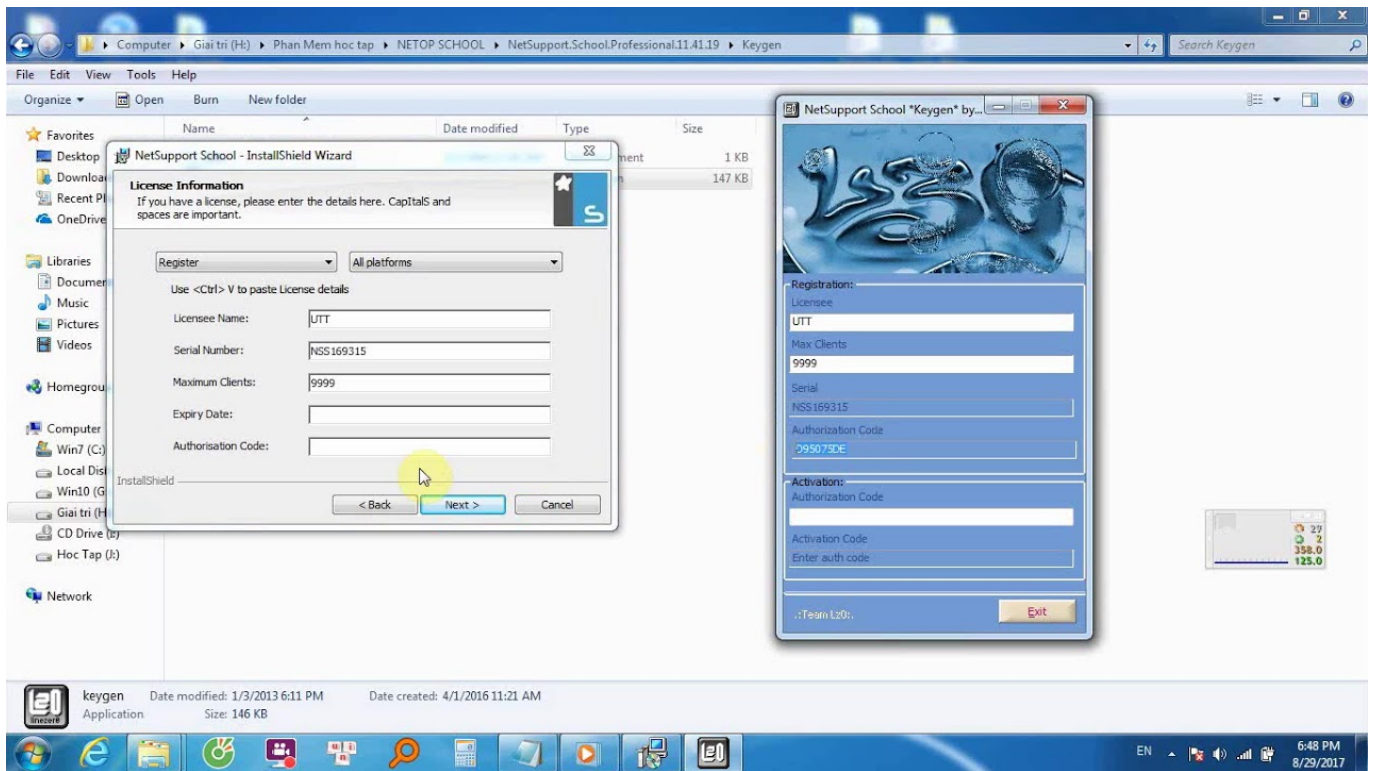 Computer ▸ Giai tri (H:) ▸ Phan Mem hoc tap ▸ NETOP SCHOOL ▸ NetSupport.School.Professional.11.41.19 ▸ Keygen
Search Keygen
File Edit View Tools Help
Organize Open Burn New folder
Name Date modified Type Size
1 KB
147 KB
Favorites
Desktop
Recent
OneDrive
Libraries
Music
Pictures
Videos
Computer
Win7 (C:)
Local
Win10
Giai tri
CD Drive
Hoc Tap (J:)
Network
NetSupport School - InstallShield Wizard
License Information
If you have a license, please enter the details here. CapItalS and
spaces are important.
Register All platforms
Use <Ctrl> V to paste License details
Licensee Name: UTT
Serial Number: NSS169315
Maximum Clients: 9999
Expiry Date:
Authorisation Code:
InstallShield
< Back Next > Cancel
NetSupport School *Keygen* by...
Registration:
Licensee
UTT
Max Clients
9999
Serial
NSS169315
Authorization Code
Activation:
Authorization Code
Activation Code
Enter auth code
.:Team Lz0:.
Exit
27
2
358.0
125.0
keygen Date modified: 1/3/2013 6:11 PM Date created: 4/1/2016 11:21 AM
Application Size: 146 KB
EN
6:48 PM
8/29/2017